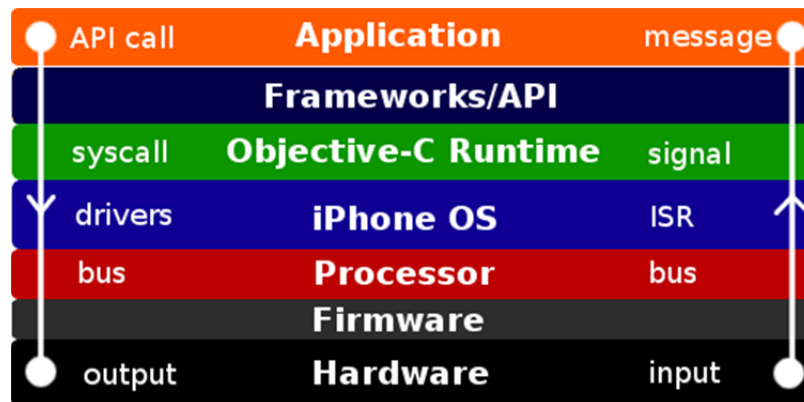 API call Application message
Frameworks/API
syscall Objective-C Runtime signal
drivers iPhone OS ISR
bus Processor bus
Firmware
output Hardware input